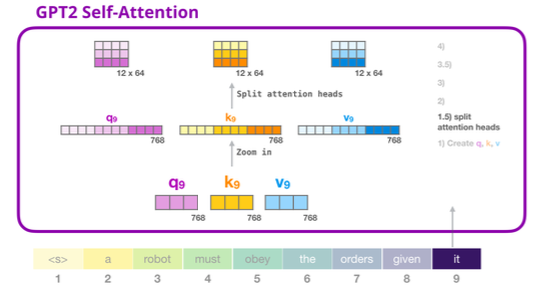 GPT2 Self-Attention
12 x 64
12 x 64
12 x 64
Split attention heads
q9
k9
v9
768
768
768
Zoom in
q9
k9
v9
768
768
768
4)
3.5)
3)
2)
1.5) split
attention heads
1) Create q, k, v
<s> a robot must obey the orders given it
1 2 3 4 5 6 7 8 9